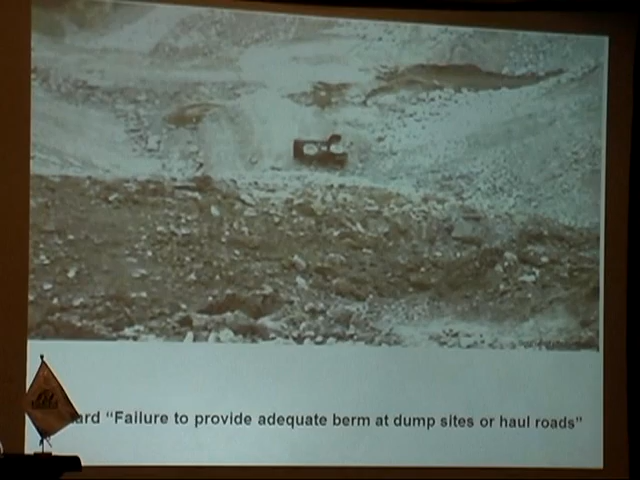 ard “Failure to provide adequate berm at dump sites or haul roads”